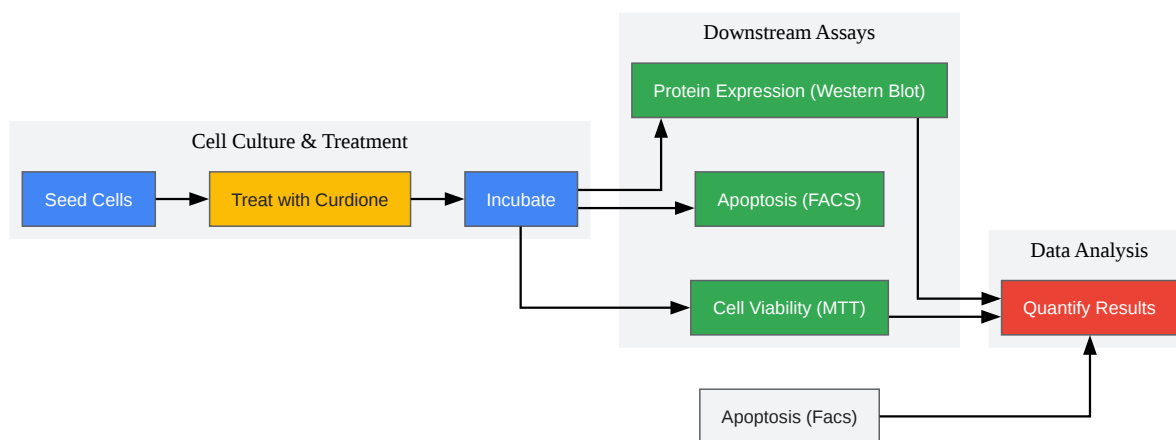 Downstream Assays
Protein Expression (Western Blot)
Cell Culture & Treatment
Seed Cells
Treat with Curdione
Incubate
Apoptosis (FACS)
Data Analysis
Cell Viability (MTT)
Quantify Results
Apoptosis (Facs)